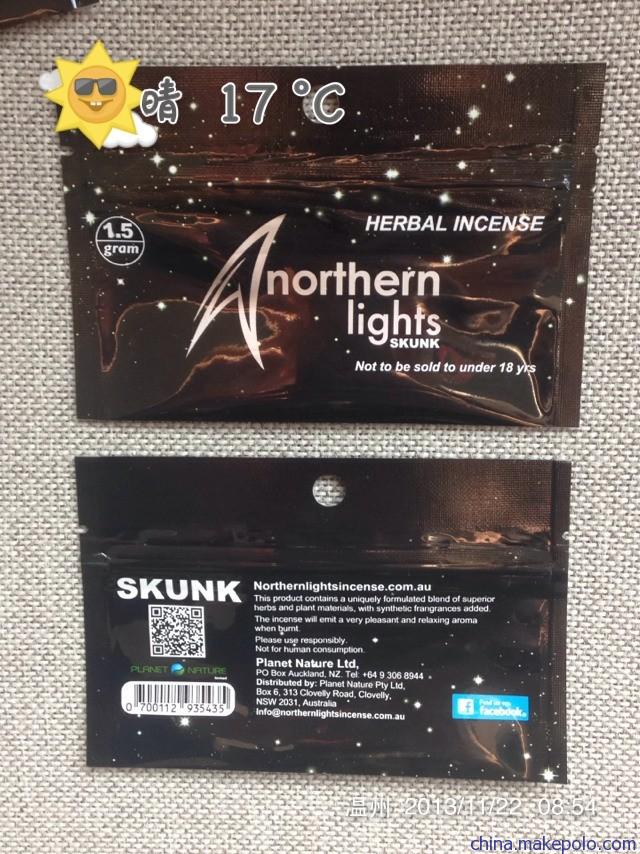 晴 17 °C
HERBAL INCENSE
1.5
gram
northern
lights
SKUNK
Not to be sold to under 18 yrs
SKUNK
Northernlightsincense.com.au
This product contains a uniquely formulated blend of superior
herbs and plant materials, with synthetic frangrances added.
The incense will emit a very pleasant and relaxing aroma
when burnt.
Please use responsibly.
Not for human consumption.
PLANET NATURE
Planet Nature Ltd,
PO Box Auckland, NZ. Tel: +64 9 306 8944
Distributed by: Planet Nature Pty Ltd,
Box 6, 313 Clovelly Road, Clovelly,
NSW 2031, Australia
info@northernlightsincense.com.au
0 700112 935435
Find us on
facebook
温州 2013/11/22 08:54
china.makepolo.com